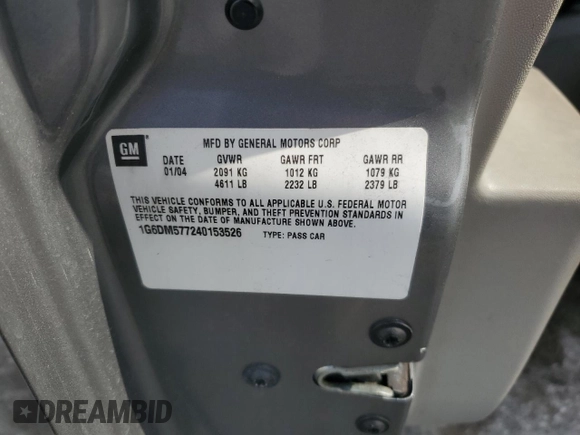 GM
MFD BY GENERAL MOTORS CORP
DATE GVWR GAWR FRT GAWR RR
01/04 2091 KG 1012 KG 1079 KG
4611 LB 2232 LB 2379 LB
THIS VEHICLE CONFORMS TO ALL APPLICABLE U.S. FEDERAL MOTOR
VEHICLE SAFETY, BUMPER, AND THEFT PREVENTION STANDARDS IN
EFFECT ON THE DATE OF MANUFACTURE SHOWN ABOVE.
1G6DM577240153526 TYPE: PASS CAR
DREAMBID